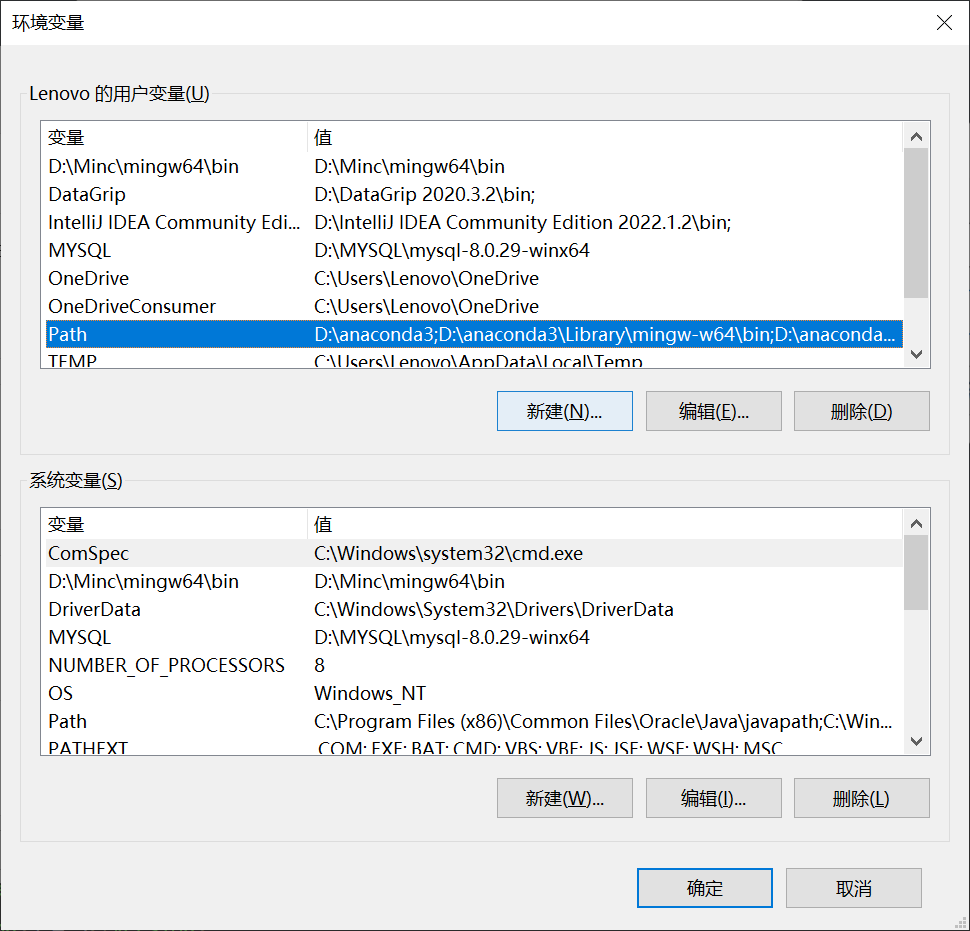 环境变量
Lenovo 的用户变量(U)
变量 值
D:\Minc\mingw64\bin D:\Minc\mingw64\bin
DataGrip D:\DataGrip 2020.3.2\bin;
IntelliJ IDEA Community Edi... D:\IntelliJ IDEA Community Edition 2022.1.2\bin;
MYSQL D:\MYSQL\mysql-8.0.29-winx64
OneDrive C:\Users\Lenovo\OneDrive
OneDriveConsumer C:\Users\Lenovo\OneDrive
Path D:\anaconda3;D:\anaconda3\Library\mingw-w64\bin;D:\anaconda...
TEMP C:\Users\Lenovo\AppData\Local\Temp
新建(N)... 编辑(E)... 删除(D)
系统变量(S)
变量 值
ComSpec C:\Windows\system32\cmd.exe
D:\Minc\mingw64\bin D:\Minc\mingw64\bin
DriverData C:\Windows\System32\Drivers\DriverData
MYSQL D:\MYSQL\mysql-8.0.29-winx64
NUMBER_OF_PROCESSORS 8
OS Windows_NT
Path C:\Program Files (x86)\Common Files\Oracle\Java\javapath;C:\Win...
PATHEXT .COM;.EXE;.BAT;.CMD;.VBS;.VBE;.JS;.JSE;.WSF;.WSH;.MSC
新建(W)... 编辑(I)... 删除(L)
确定 取消